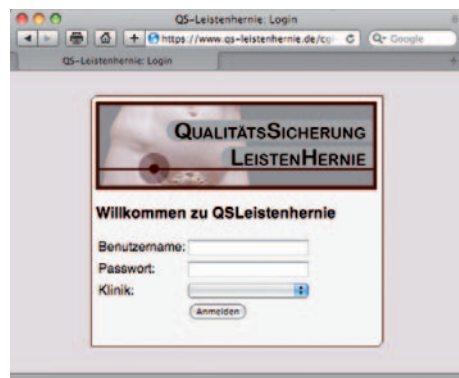 QS-Leistenhernie: Login
https://www.qs-leistenhernie.de/cgi
Google
QS-Leistenhernie: Login
QUALITÄTSSICHERUNG
LEISTENHERNIE
Willkommen zu QSLeistenhernie
Benutzername:
Passwort:
Klinik:
Anmelden